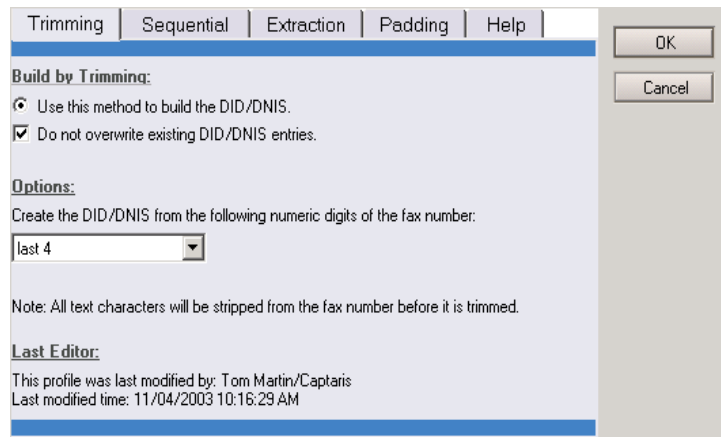 Trimming Sequential Extraction Padding Help
OK
Cancel
Build by Trimming:
Use this method to build the DID/DNIS.
Do not overwrite existing DID/DNIS entries.
Options:
Create the DID/DNIS from the following numeric digits of the fax number:
last 4
Note: All text characters will be stripped from the fax number before it is trimmed.
Last Editor:
This profile was last modified by: Tom Martin/Captaris
Last modified time: 11/04/2003 10:16:29 AM